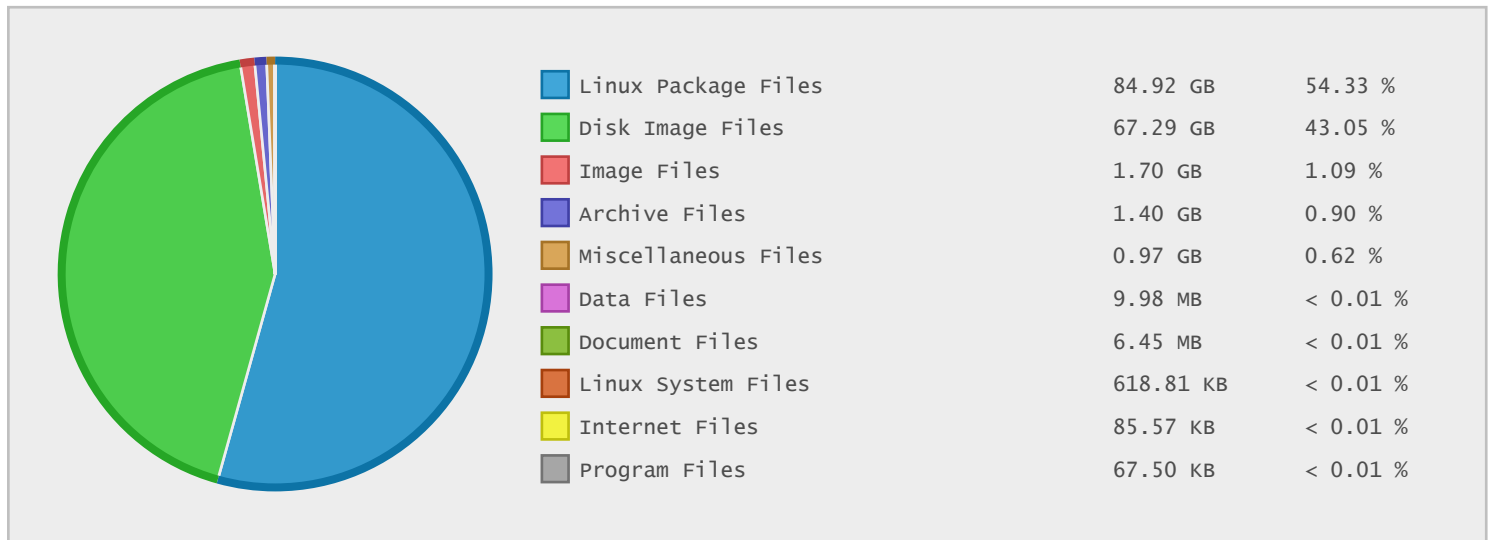 Linux Package Files 84.92 GB 54.33 %
Disk Image Files 67.29 GB 43.05 %
Image Files 1.70 GB 1.09 %
Archive Files 1.40 GB 0.90 %
Miscellaneous Files 0.97 GB 0.62 %
Data Files 9.98 MB < 0.01 %
Document Files 6.45 MB < 0.01 %
Linux System Files 618.81 KB < 0.01 %
Internet Files 85.57 KB < 0.01 %
Program Files 67.50 KB < 0.01 %